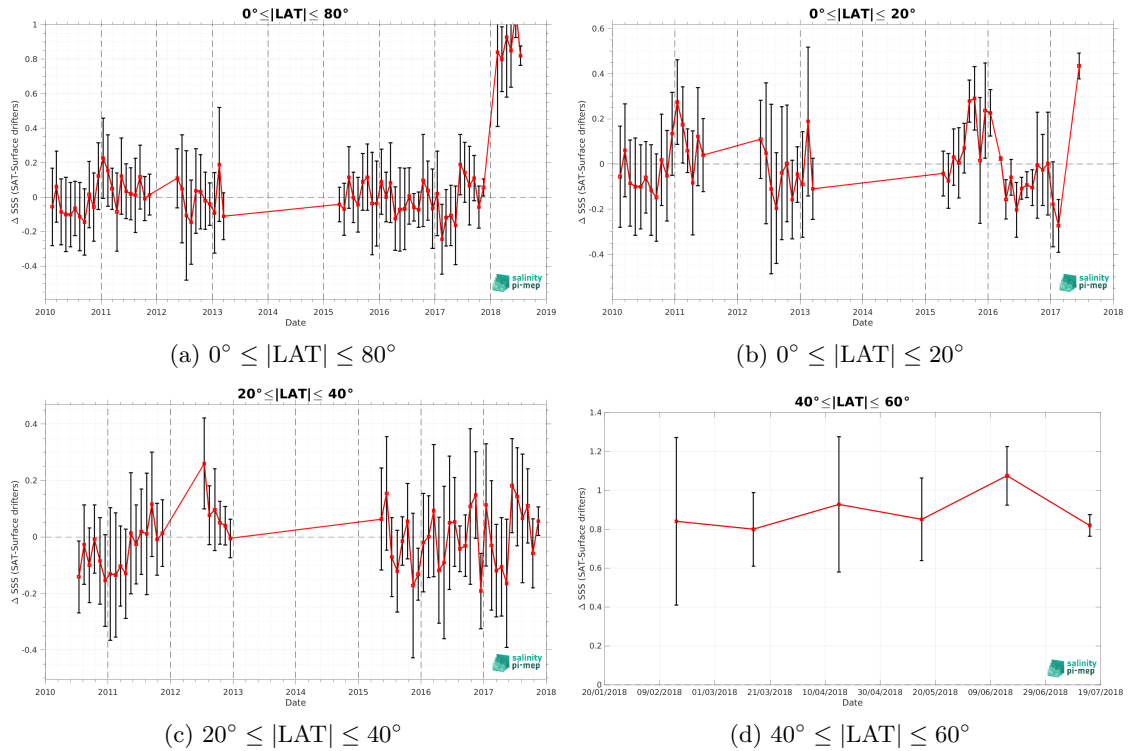 0°≤|LAT|≤ 80°
Δ SSS (SAT-Surface drifters)
1
0.8
0.6
0.4
0.2
0
-0.2
-0.4
salinity
pi-mep
2010 2011 2012 2013 2014 2015 2016 2017 2018 2019
Date
(a) 0° ≤ |LAT| ≤ 80°
0°≤|LAT|≤ 20°
Δ SSS (SAT-Surface drifters)
0.6
0.4
0.2
0
-0.2
-0.4
-0.6
salinity
pi-mep
2010 2011 2012 2013 2014 2015 2016 2017 2018
Date
(b) 0° ≤ |LAT| ≤ 20°
20°≤|LAT|≤ 40°
Δ SSS (SAT-Surface drifters)
0.4
0.2
0
-0.2
-0.4
salinity
pi-mep
2010 2011 2012 2013 2014 2015 2016 2017 2018
Date
(c) 20° ≤ |LAT| ≤ 40°
40°≤|LAT|≤ 60°
Δ SSS (SAT-Surface drifters)
1.4
1.2
1
0.8
0.6
0.4
0.2
0
salinity
pi-mep
20/01/2018 09/02/2018 01/03/2018 21/03/2018 10/04/2018 30/04/2018 20/05/2018 09/06/2018 29/06/2018 19/07/2018
Date
(d) 40° ≤ |LAT| ≤ 60°